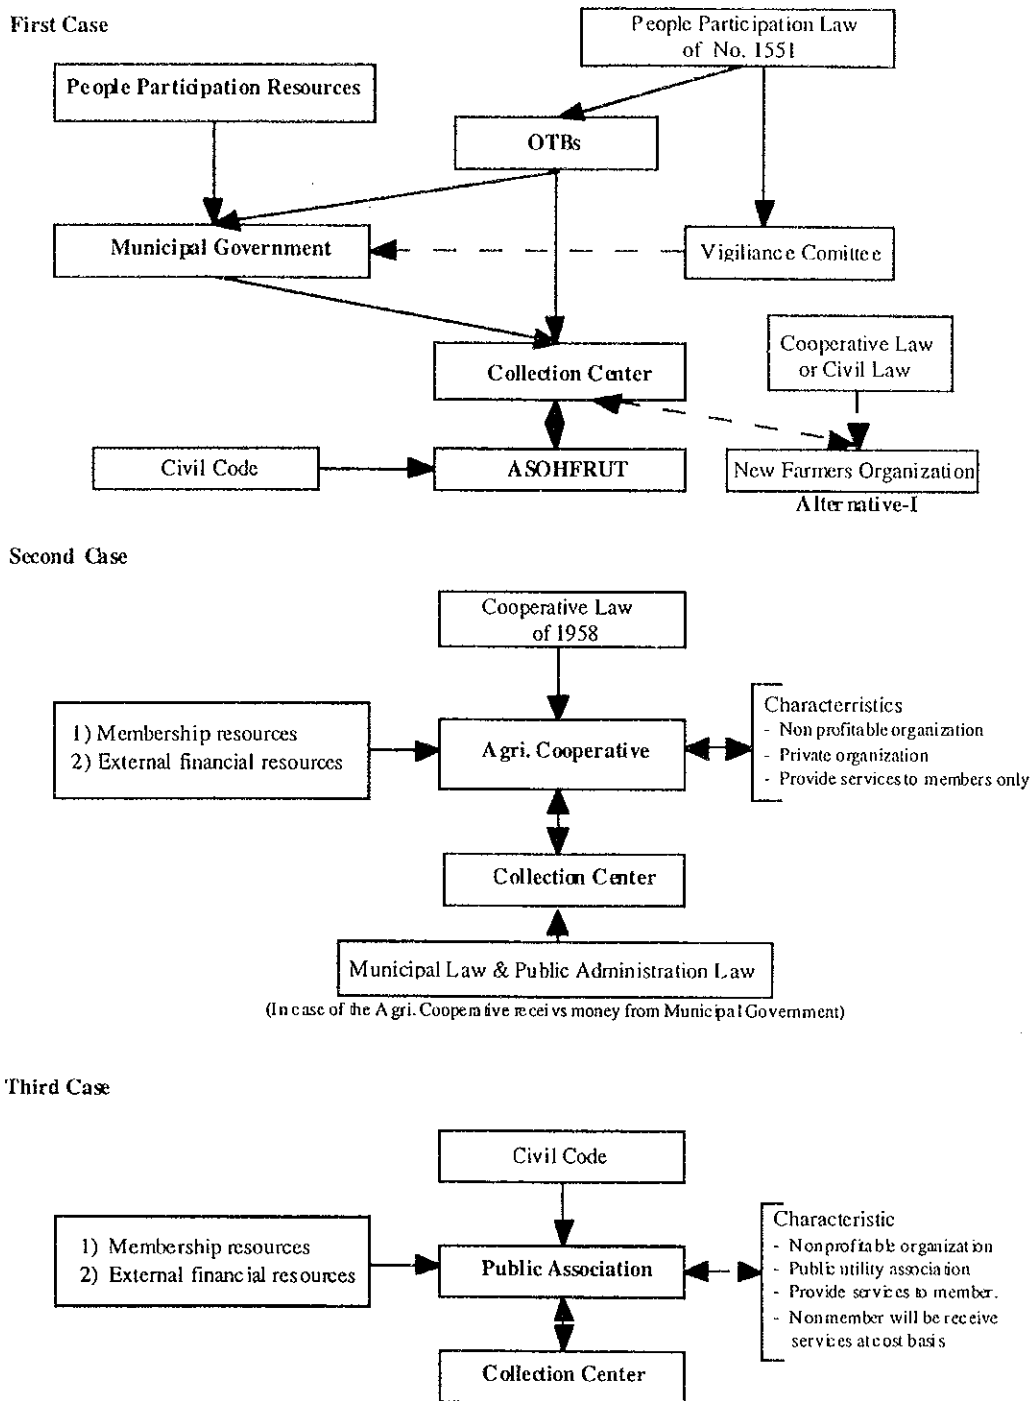 First Case
People Participation Law
of No. 1551
People Participation Resources
OTBs
Municipal Government
Vigiliance Comittee
Cooperative Law
or Civil Law
Collection Center
Civil Code
ASOHFRUT
New Farmers Organization
Alternative-I
Second Case
Cooperative Law
of 1958
1) Membership resources
2) External financial resources
Agri. Cooperative
Characterristics
- Non profitable organization
- Private organization
- Provide services to members only
Collection Center
Municipal Law & Public Administration Law
(In case of the Agri. Cooperative receivs money from Municipal Government)
Third Case
Civil Code
1) Membership resources
2) External financial resources
Public Association
Characteristic
- Nonprofitable organization
- Public utility association
- Provide services to member.
- Nonmember will be receive
services at cost basis
Collection Center